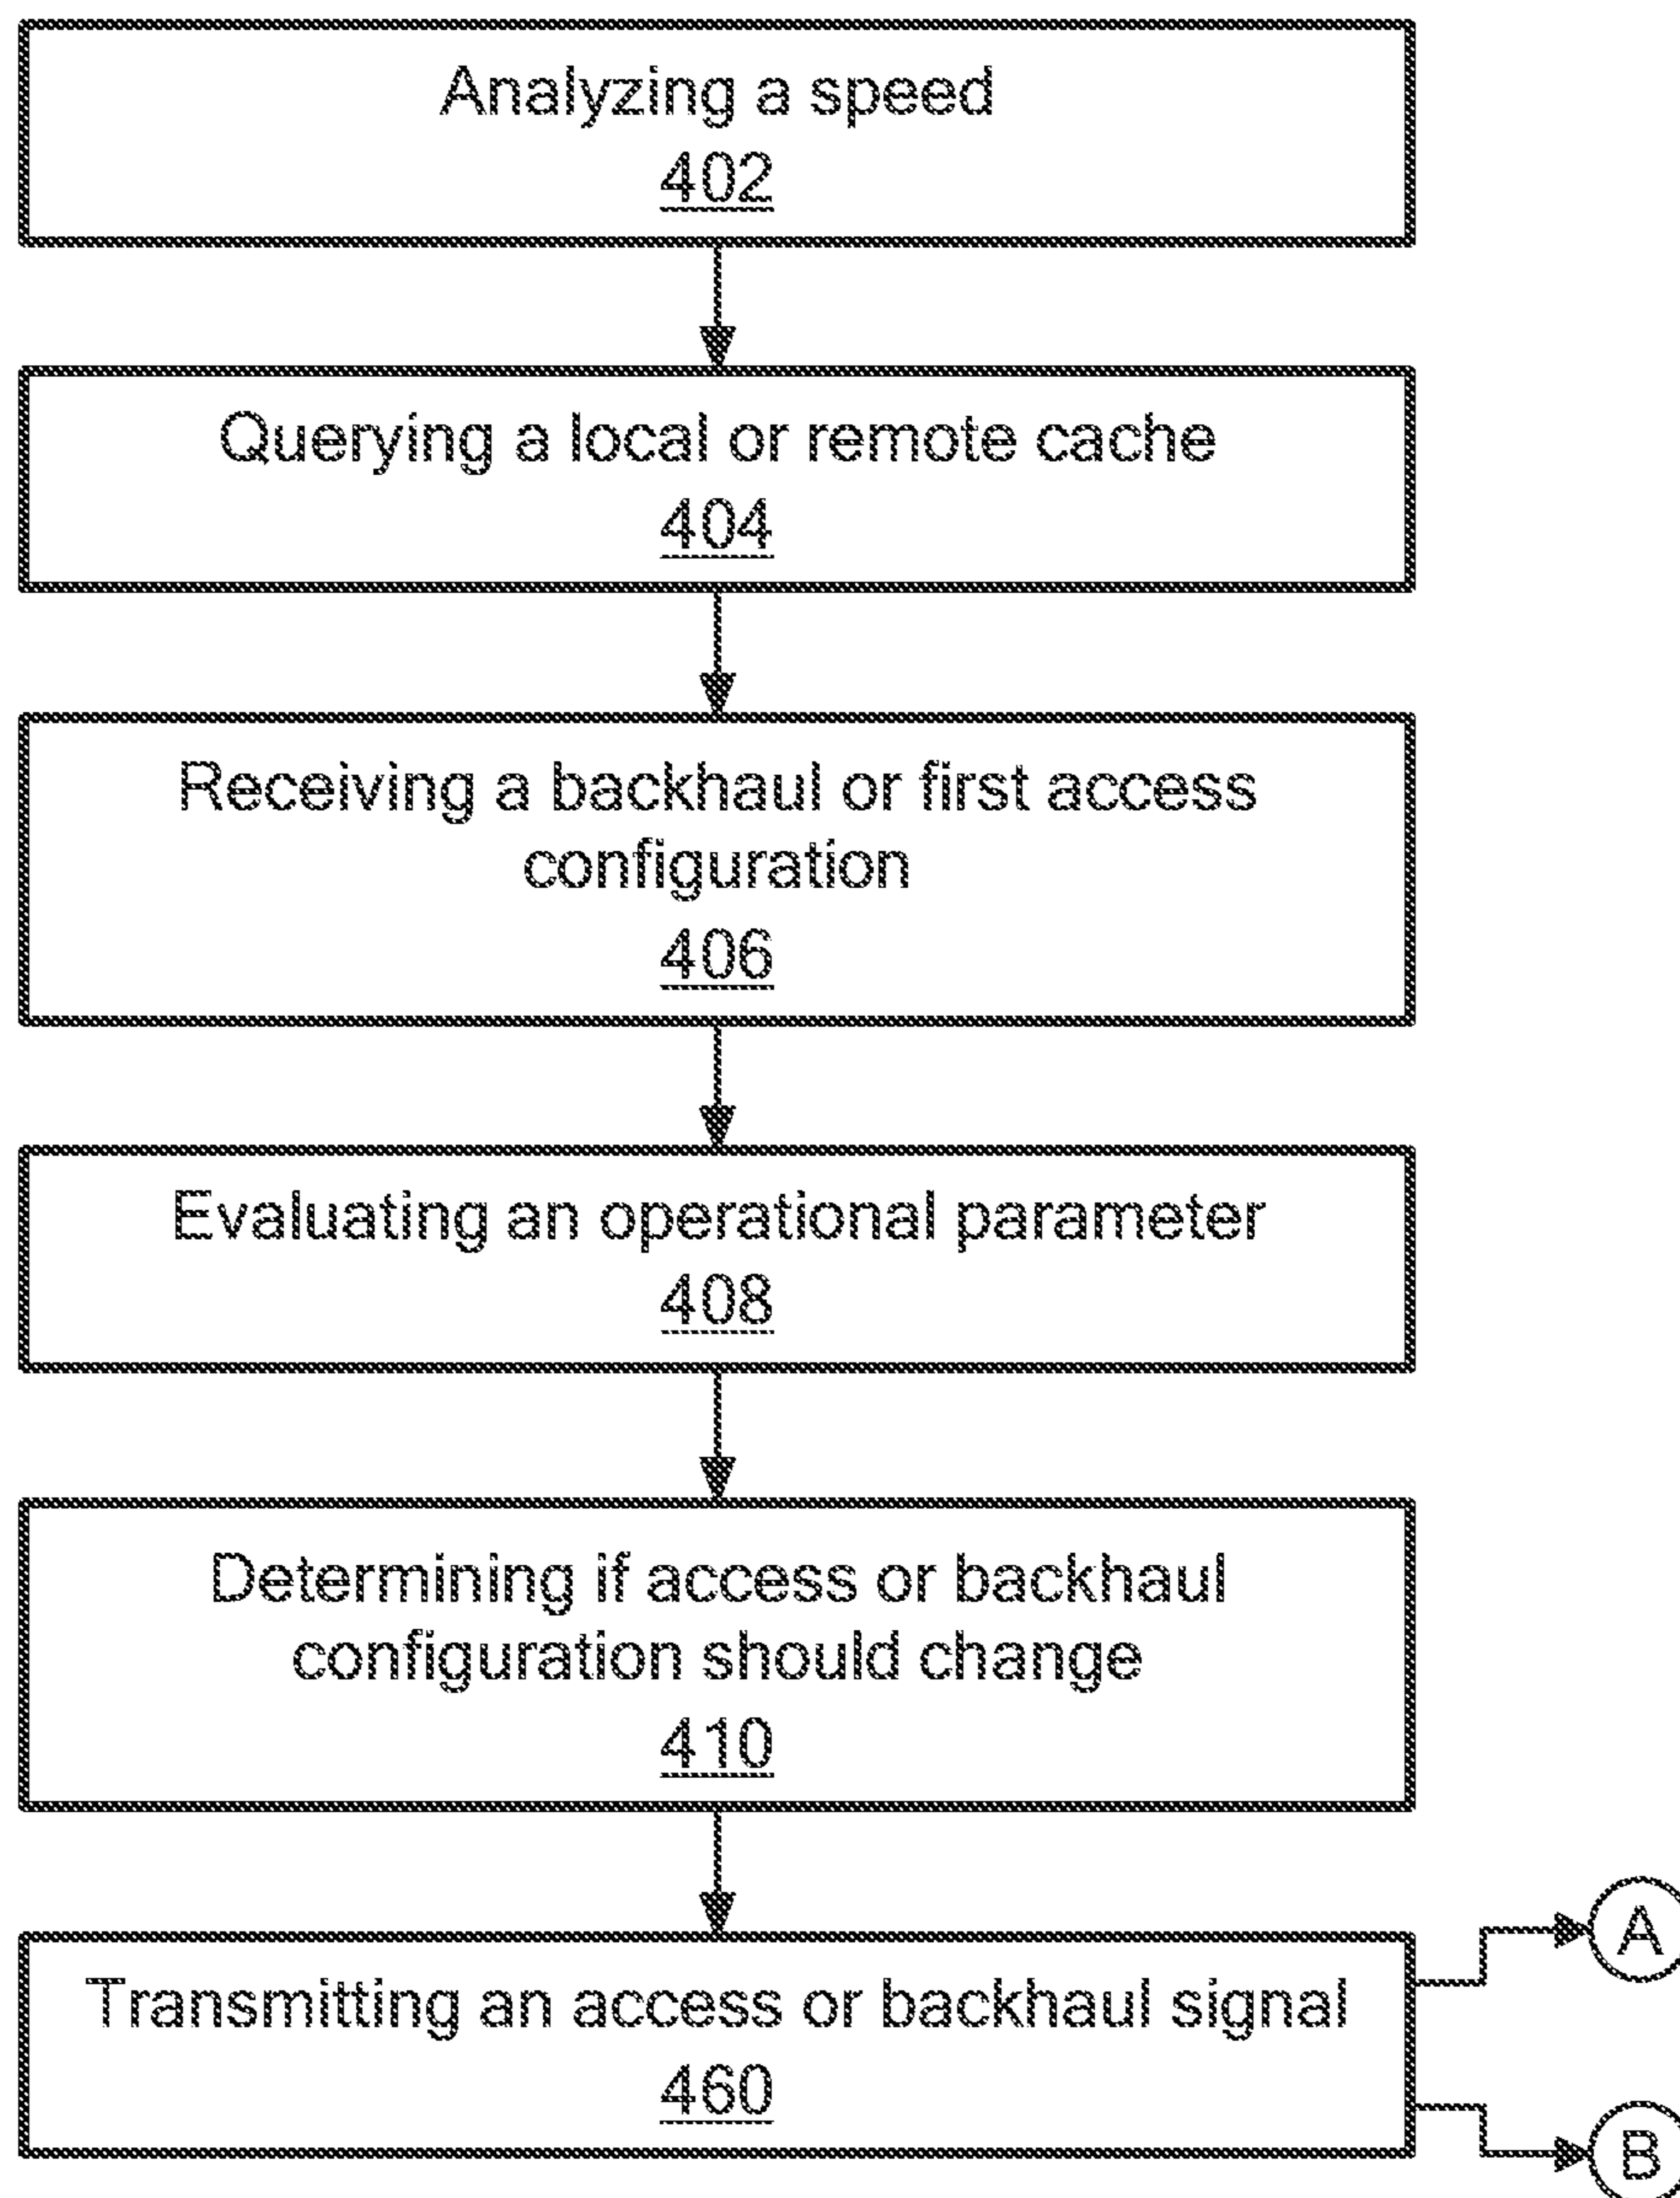 Analyzing a speed
402
Querying a local or remote cache
404
Receiving a backhaul or first access
configuration
406
Evaluating an operational parameter
408
Determining if access or backhaul
configuration should change
410
A
Transmitting an access or backhaul signal
460
B